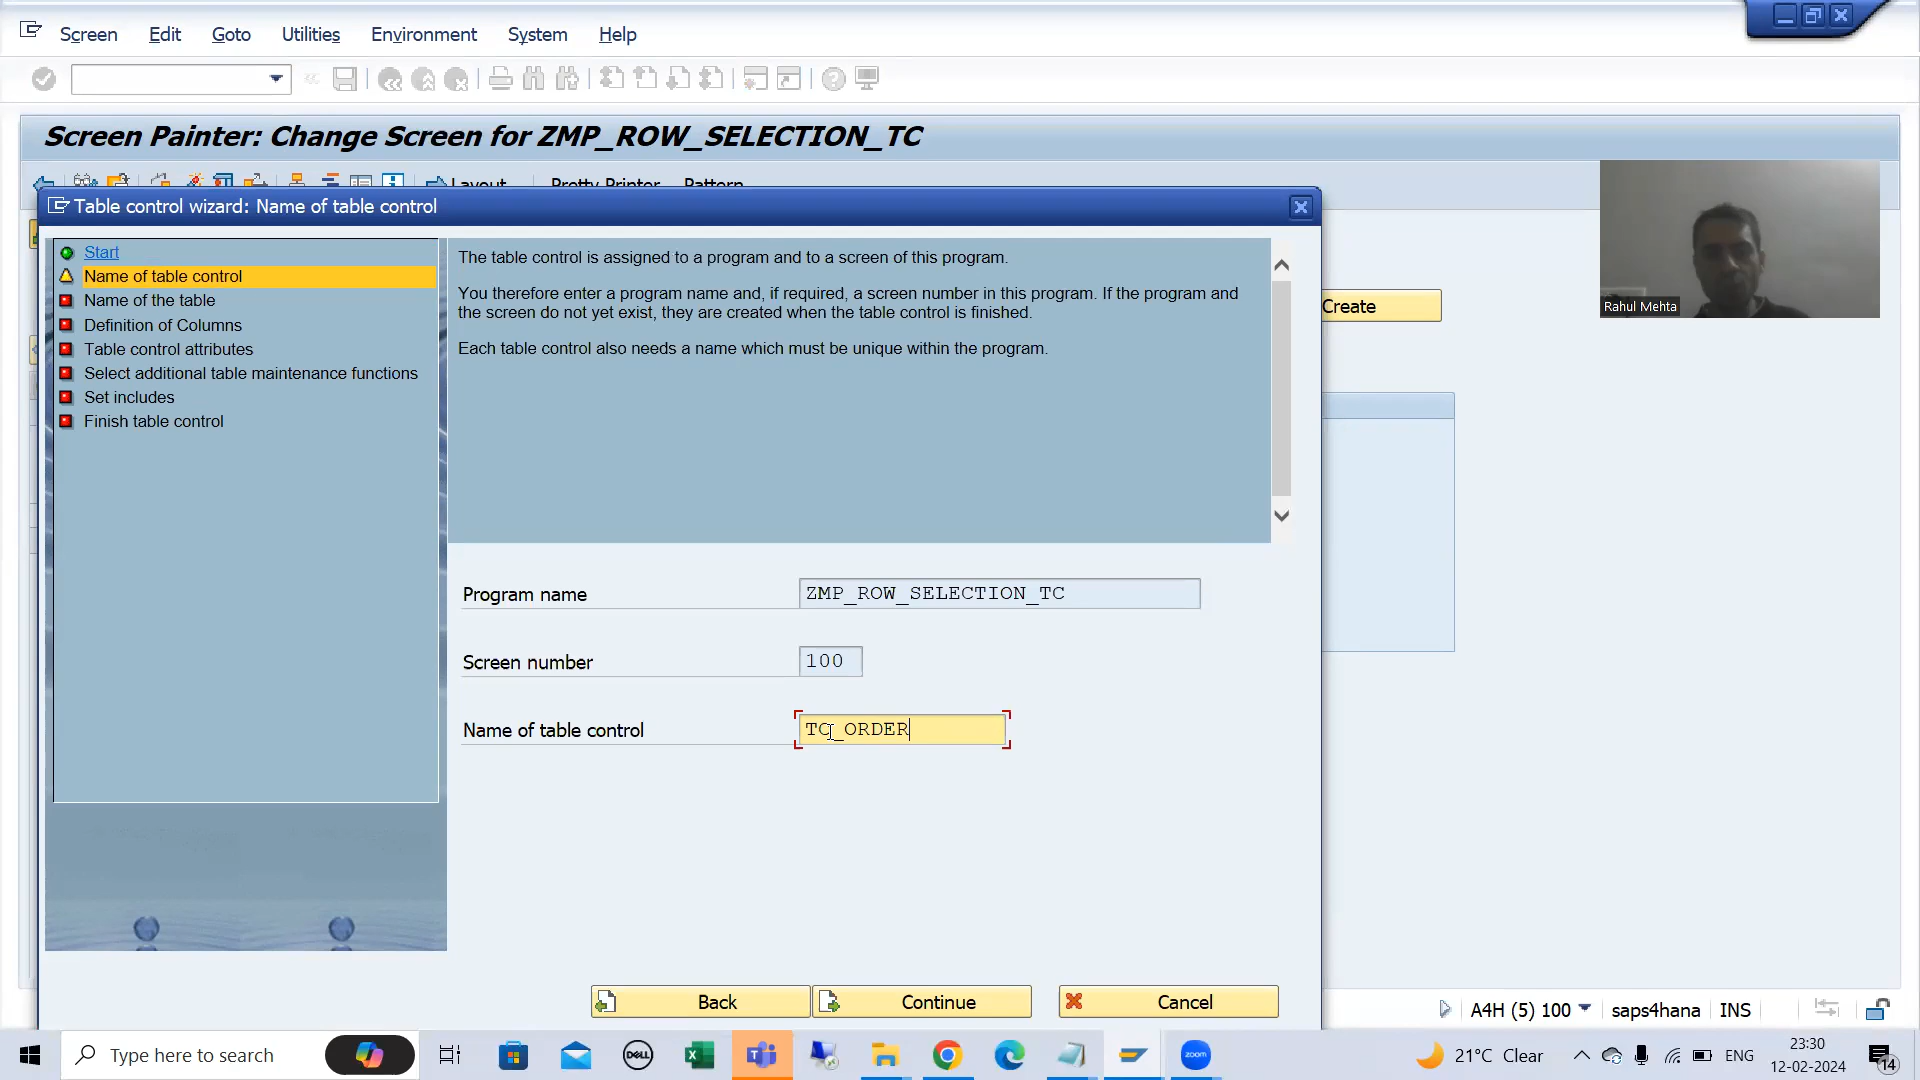 Screen Edit Goto Utilities Environment System Help
Screen Painter: Change Screen for ZMP_ROW_SELECTION_TC
Layout Pretty Printer Pattern
Table control wizard: Name of table control
Start
Name of table control
Name of the table
Definition of Columns
Table control attributes
Select additional table maintenance functions
Set includes
Finish table control
The table control is assigned to a program and to a screen of this program.
You therefore enter a program name and, if required, a screen number in this program. If the program and
the screen do not yet exist, they are created when the table control is finished.
Each table control also needs a name which must be unique within the program.
Create
Rahul Mehta
Program name ZMP_ROW_SELECTION_TC
Screen number 100
Name of table control TC_ORDER
Back Continue Cancel
A4H (5) 100 saps4hana INS
Type here to search
DELL
zoom
21°C Clear
ENG
23:30
12-02-2024
14